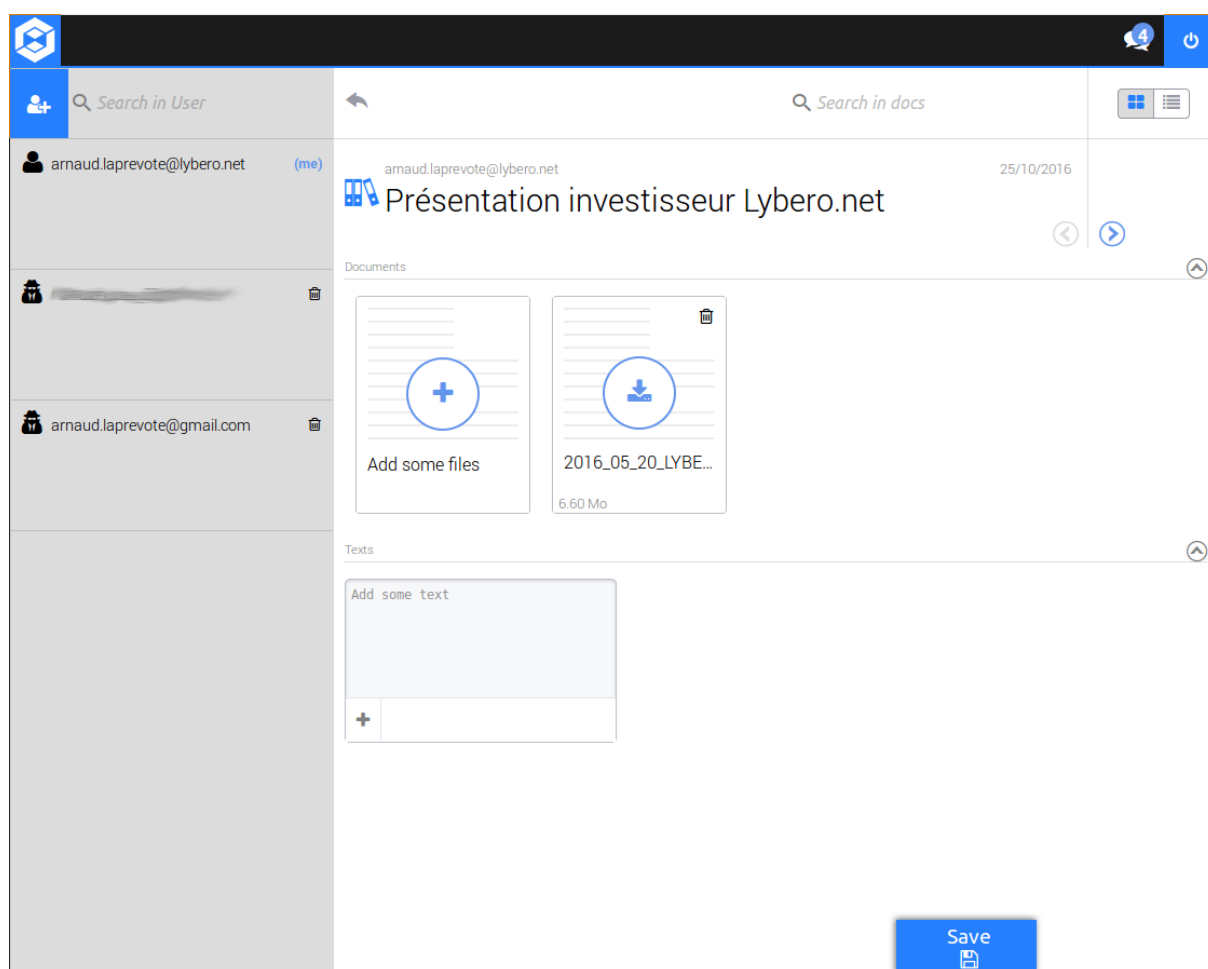 4
Search in User
Search in docs
arnaud.laprevote@lybero.net (me)
arnaud.laprevote@lybero.net 25/10/2016
Présentation investisseur Lybero.net
Documents
arnaud.laprevote@gmail.com
Add some files
2016_05_20_LYBE...
6.60 Mo
Texts
Add some text
Save